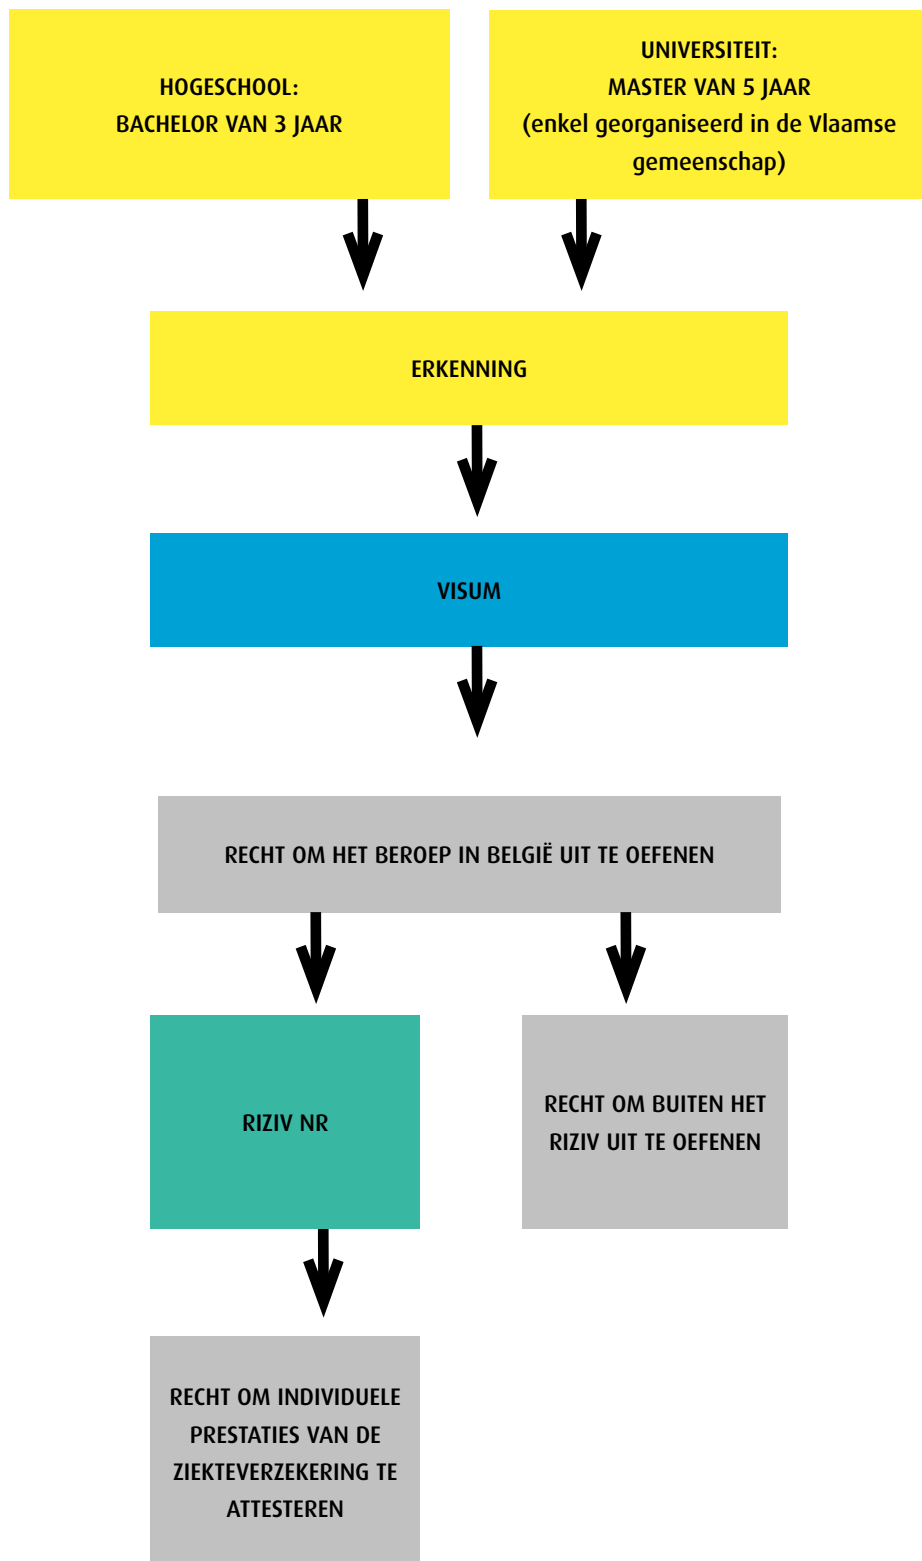 HOGESCHOOL:
BACHELOR VAN 3 JAAR
UNIVERSITEIT:
MASTER VAN 5 JAAR
(enkel georganiseerd in de Vlaamse
gemeenschap)
ERKENNING
VISUM
RECHT OM HET BEROEP IN BELGIË UIT TE OEFENEN
RIZIV NR
RECHT OM BUITEN HET
RIZIV UIT TE OEFENEN
RECHT OM INDIVIDUELE
PRESTATIES VAN DE
ZIEKTEVERZEKERING TE
ATTESTEREN